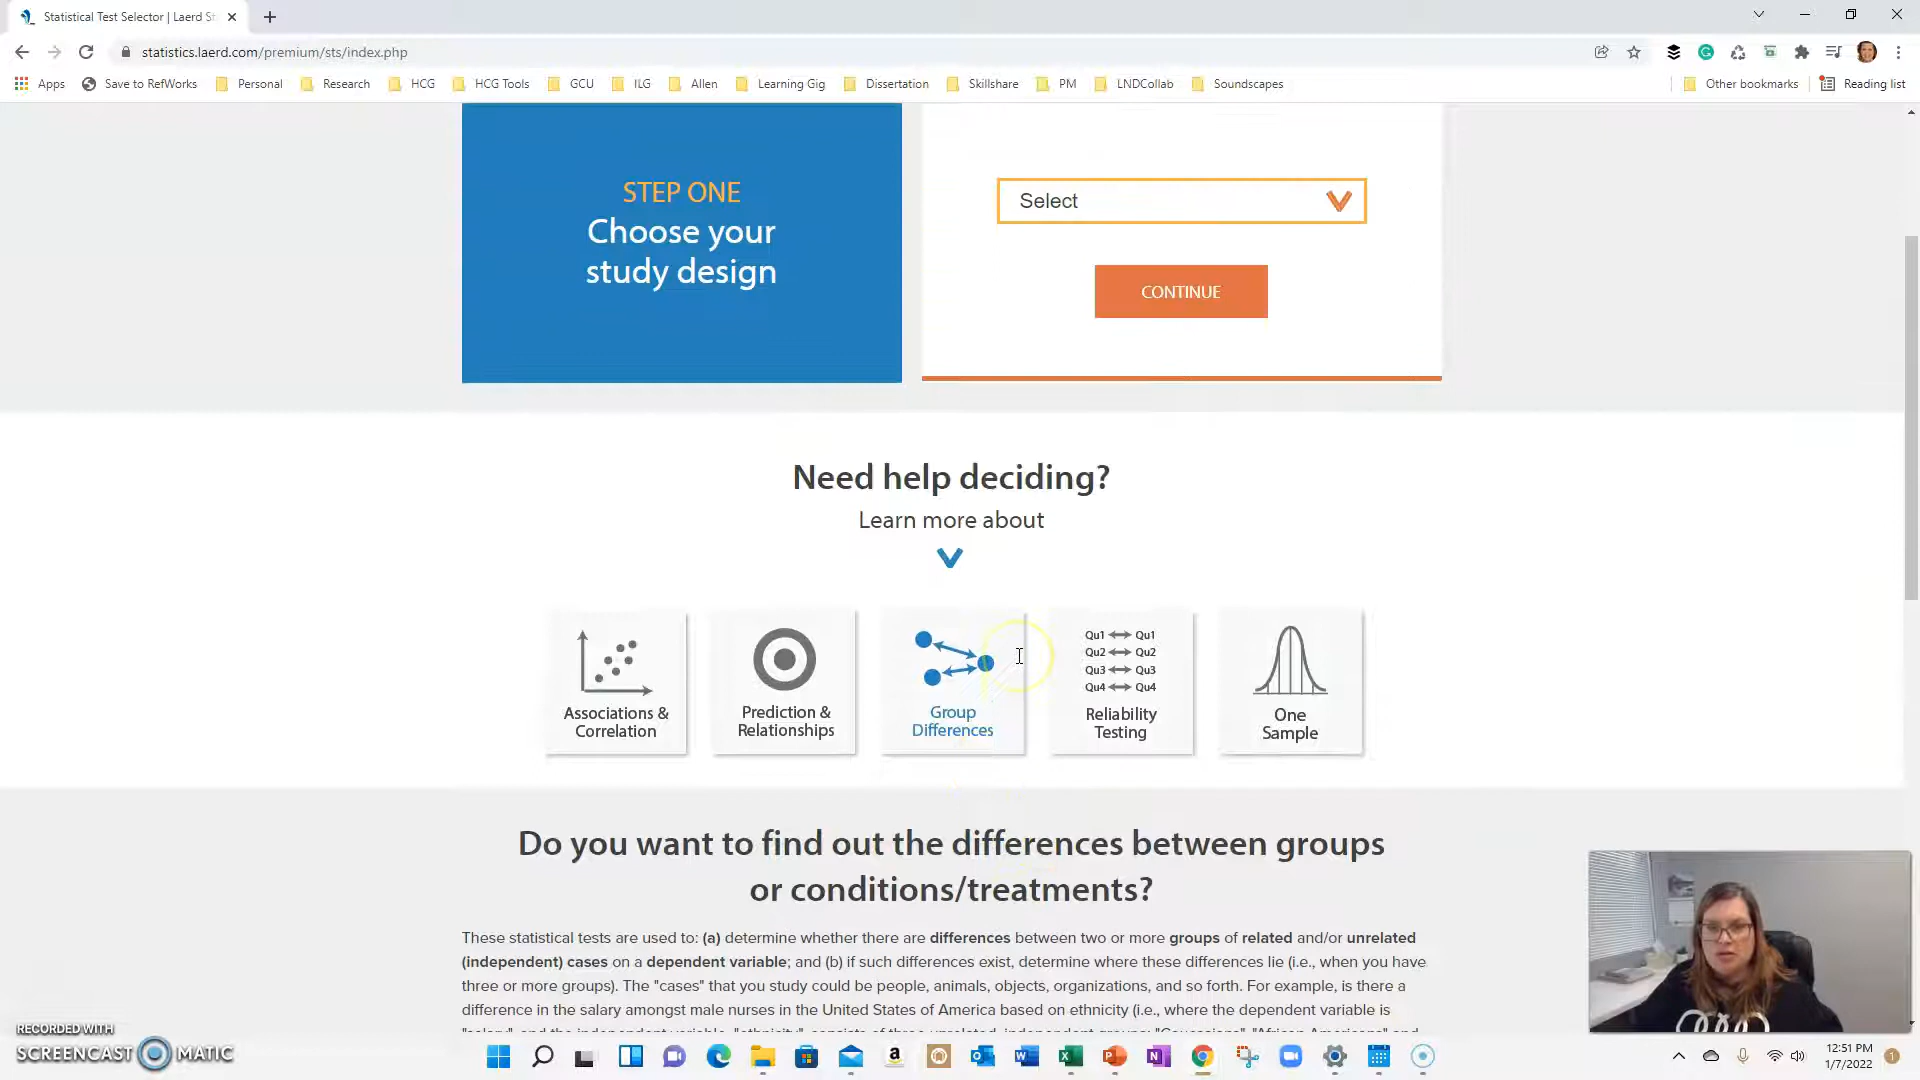 Statistical Test Selector | Laerd St
statistics.laerd.com/premium/sts/index.php
Apps Save to RefWorks Personal Research HCG HCG Tools GCU ILG Allen Learning Gig Dissertation Skillshare PM LNDCollab Soundscapes Other bookmarks Reading list
STEP ONE
Choose your
study design
Select
CONTINUE
Need help deciding?
Learn more about
Associations &
Correlation
Prediction &
Relationships
Group
Differences
Qu1 Qu1
Qu2 Qu2
Qu3 Qu3
Qu4 Qu4
Reliability
Testing
One
Sample
Do you want to find out the differences between groups
or conditions/treatments?
These statistical tests are used to: (a) determine whether there are differences between two or more groups of related and/or unrelated
(independent) cases on a dependent variable; and (b) if such differences exist, determine where these differences lie (i.e., when you have
three or more groups). The "cases" that you study could be people, animals, objects, organizations, and so forth. For example, is there a
difference in the salary amongst male nurses in the United States of America based on ethnicity (i.e., where the dependent variable is
RECORDED WITH
SCREENCAST MATIC
12:51 PM
1/7/2022
1